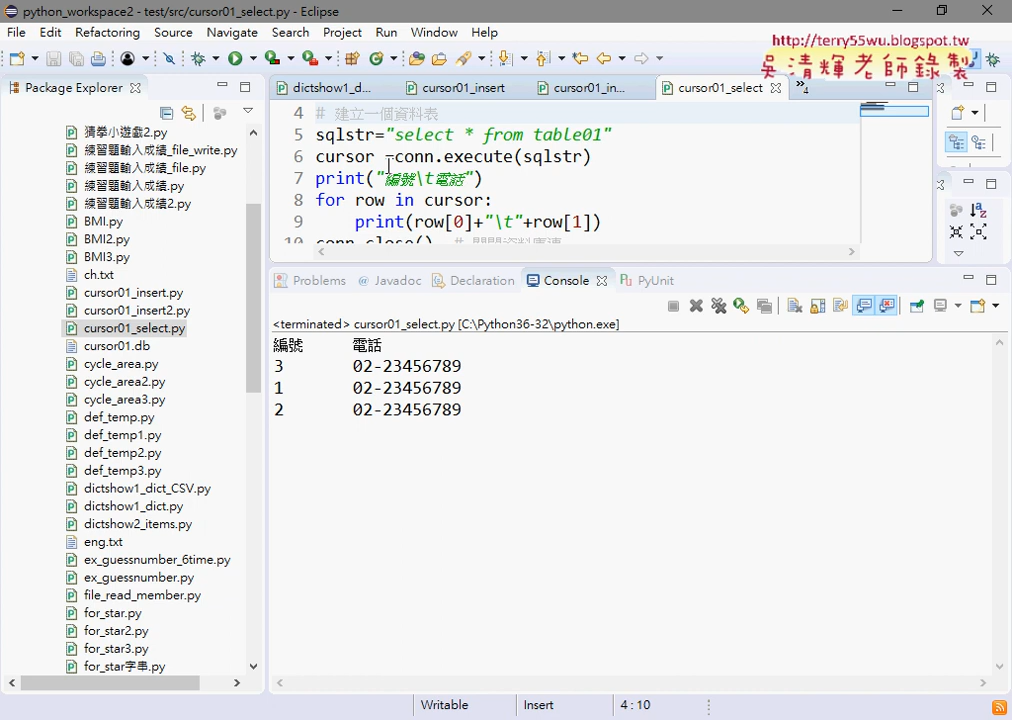 python_workspace2 - test/src/cursor01_select.py - Eclipse
File Edit Refactoring Source Refactoring Navigate Search Project Run Window Help
http://terry55wu.blogspot.tw
吳清輝老師錄製
Package Explorer
猜拳小遊戲2.py
練習題輸入成績_file_write.py
練習題輸入成績_file.py
練習題輸入成績.py
練習題輸入成績2.py
BMI.py
BMI2.py
BMI3.py
ch.txt
cursor01_insert.py
cursor01_insert2.py
cursor01_select.py
cursor01.db
cycle_area.py
cycle_area2.py
cycle_area3.py
def_temp.py
def_temp1.py
def_temp2.py
def_temp3.py
dictshow1_dict_CSV.py
dictshow1_dict.py
dictshow2_items.py
eng.txt
ex_guessnumber_6time.py
ex_guessnumber.py
file_read_member.py
for_star.py
for_star2.py
for_star3.py
for_star字串.py
dictshow1_d... cursor01_insert cursor01_in... cursor01_select »4
4 # 建立一個資料表
5 sqlstr="select * from table01"
6 cursor =conn.execute(sqlstr)
7 print("編號\t電話")
8 for row in cursor:
9 print(row[0]+"\t"+row[1])
10 conn.close()
Problems Javadoc Declaration Console PyUnit
<terminated> cursor01_select.py [C:\Python36-32\python.exe]
編號 電話
3 02-23456789
1 02-23456789
2 02-23456789
Writable Insert 4 : 10